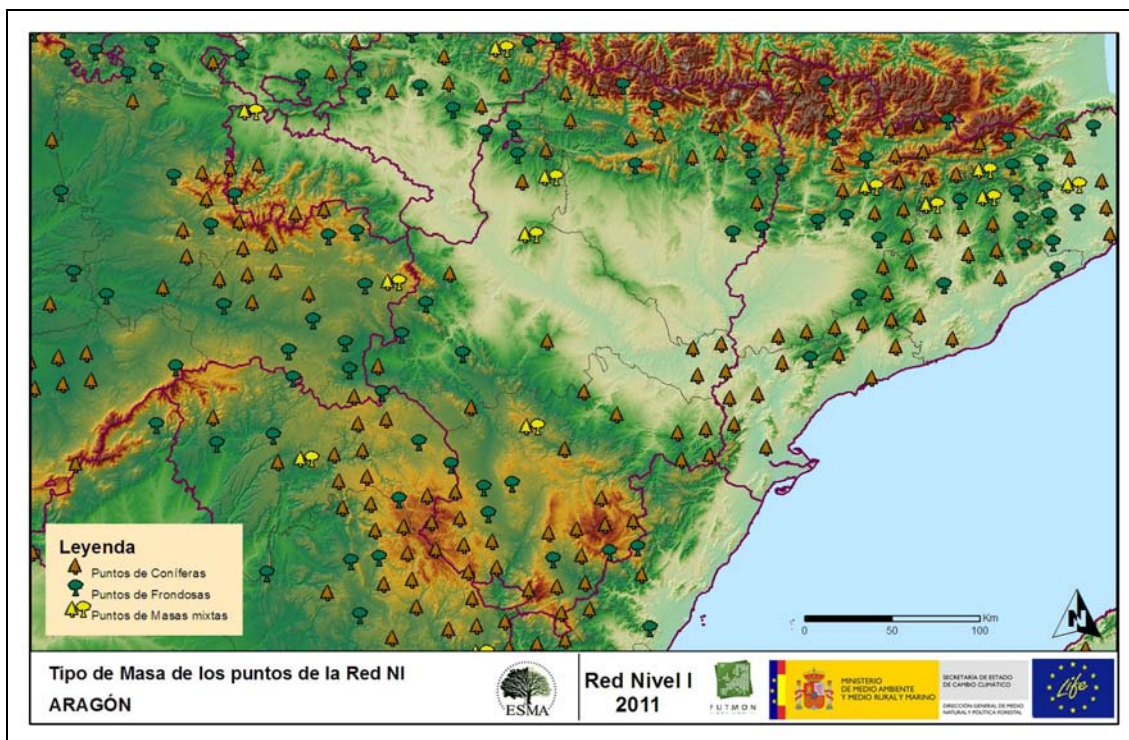 Leyenda
Puntos de Coníferas
Puntos de Frondosas
Puntos de Masas mixtas
Km
0 50 100
N
Tipo de Masa de los puntos de la Red NI
ARAGÓN
ESMA
Red Nivel I
2011
FUTMON
MINISTERIO
DE MEDIO AMBIENTE
Y MEDIO RURAL Y MARINO
SECRETARÍA DE ESTADO
DE CAMBIO CLIMÁTICO
DIRECCIÓN GENERAL DE MEDIO
NATURAL Y POLÍTICA FORESTAL
Life